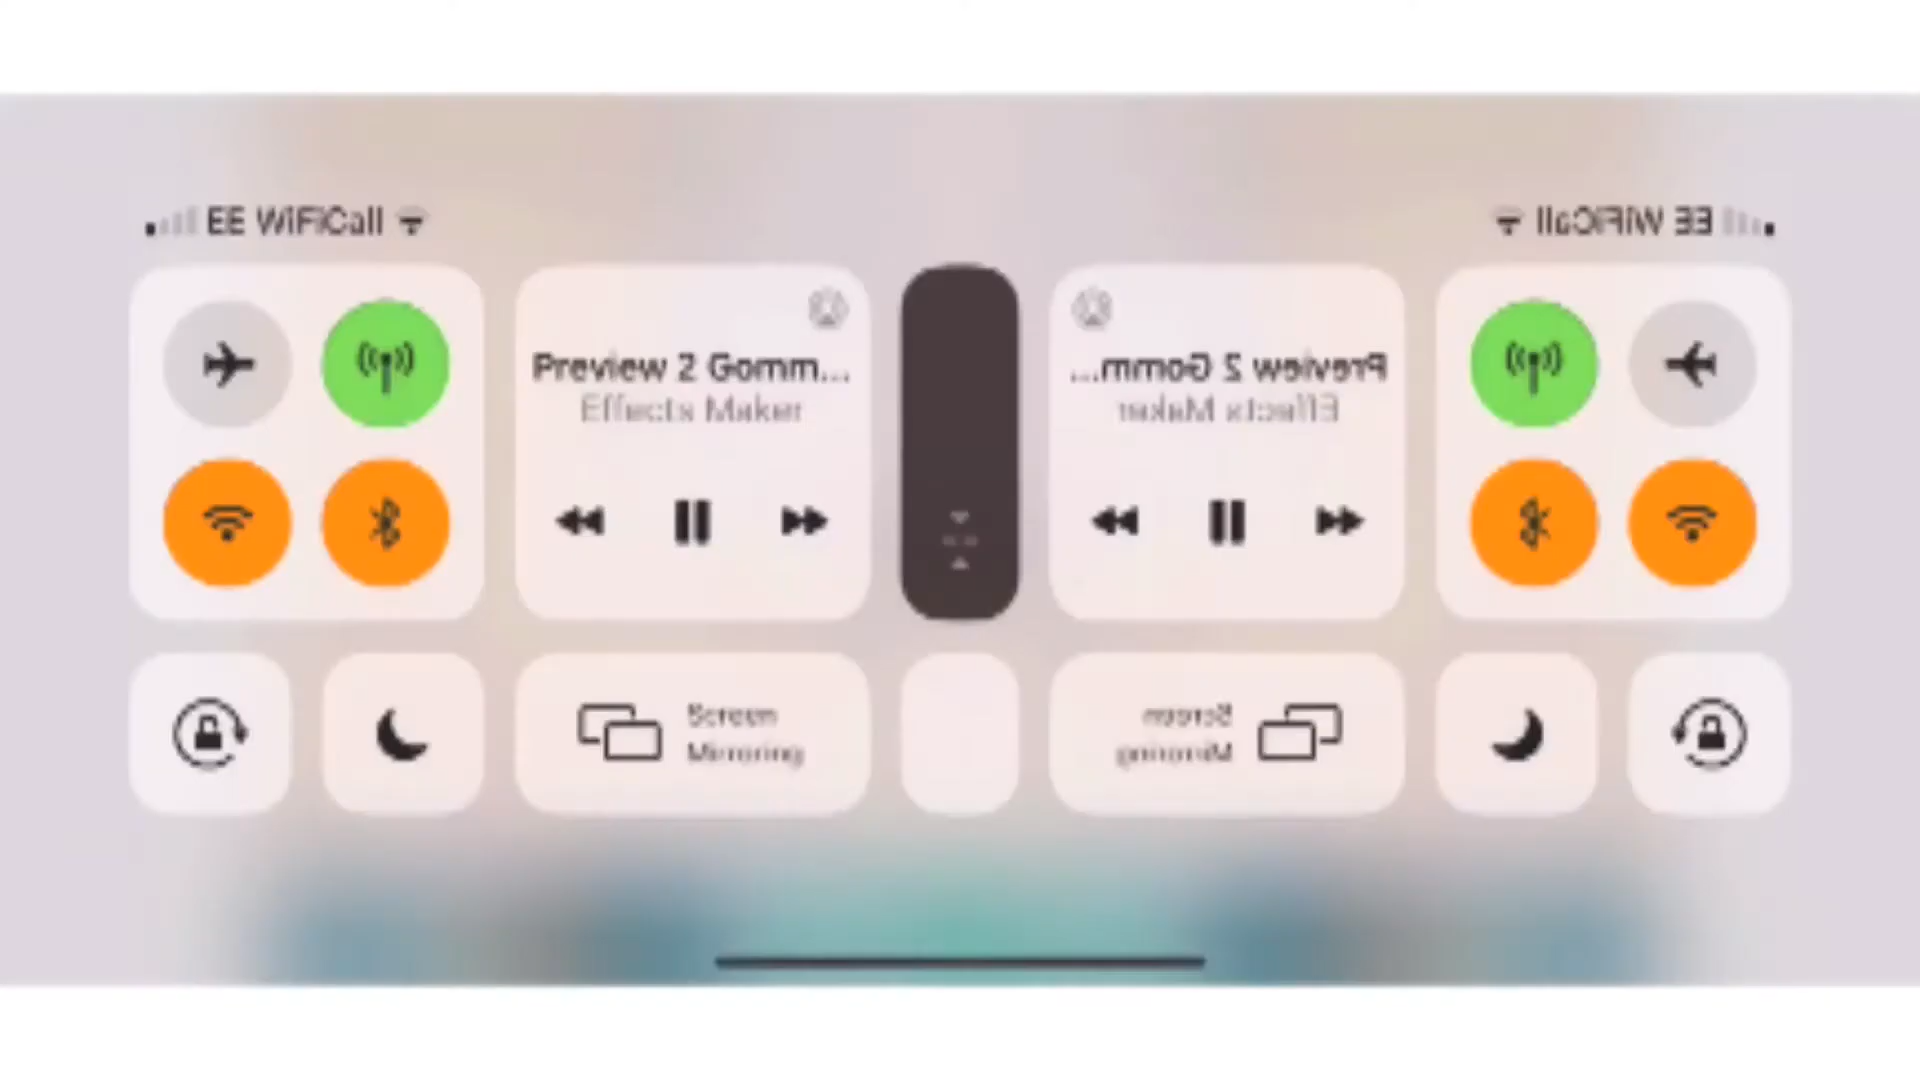 EE WiFiCall
EE WiFiCall
Preview 2 Gomm...
Effects Maker
Preview 2 Gomm...
Effects Maker
Screen
Mirroring
Screen
Mirroring